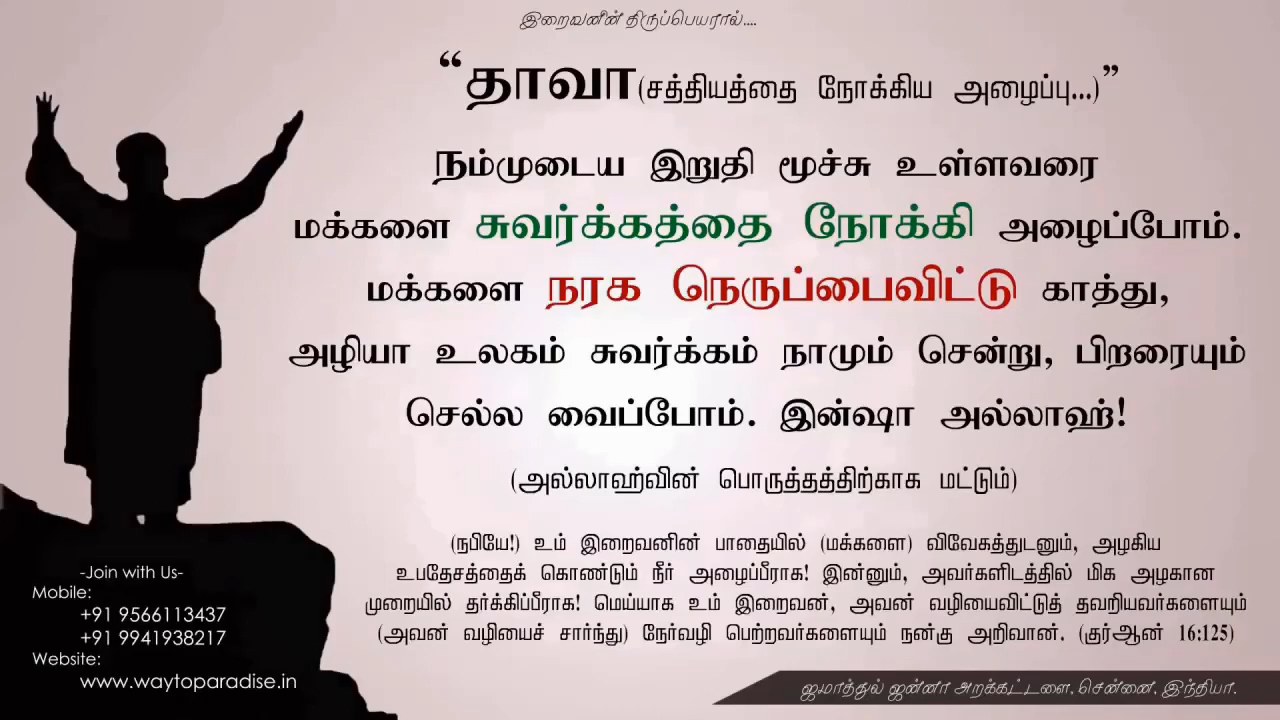 இறைவனின் திருப்பெயரால்....
“தாவா(சத்தியத்தை நோக்கிய அழைப்பு...)”
நம்முடைய இறுதி மூச்சு உள்ளவரை
மக்களை சுவர்க்கத்தை நோக்கி அழைப்போம்.
மக்களை நரக நெருப்பைவிட்டு காத்து,
அழியா உலகம் சுவர்க்கம் நாமும் சென்று, பிறரையும்
செல்ல வைப்போம். இன்ஷா அல்லாஹ்!
(அல்லாஹ்வின் பொருத்தத்திற்காக மட்டும்)
(நபியே!) உம் இறைவனின் பாதையில் (மக்களை) விவேகத்துடனும், அழகிய
உபதேசத்தைக் கொண்டும் நீர் அழைப்பீராக! இன்னும், அவர்களிடத்தில் மிக அழகான
முறையில் தர்க்கிப்பீராக! மெய்யாக உம் இறைவன், அவன் வழியைவிட்டுத் தவறியவர்களையும்
(அவன் வழியைச் சார்ந்து) நேர்வழி பெற்றவர்களையும் நன்கு அறிவான். (குர்ஆன் 16:125)
-Join with Us-
Mobile:
+91 9566113437
+91 9941938217
Website:
www.waytoparadise.in
ஜமாத்துல் ஜன்னா அறக்கட்டளை, சென்னை, இந்தியா.